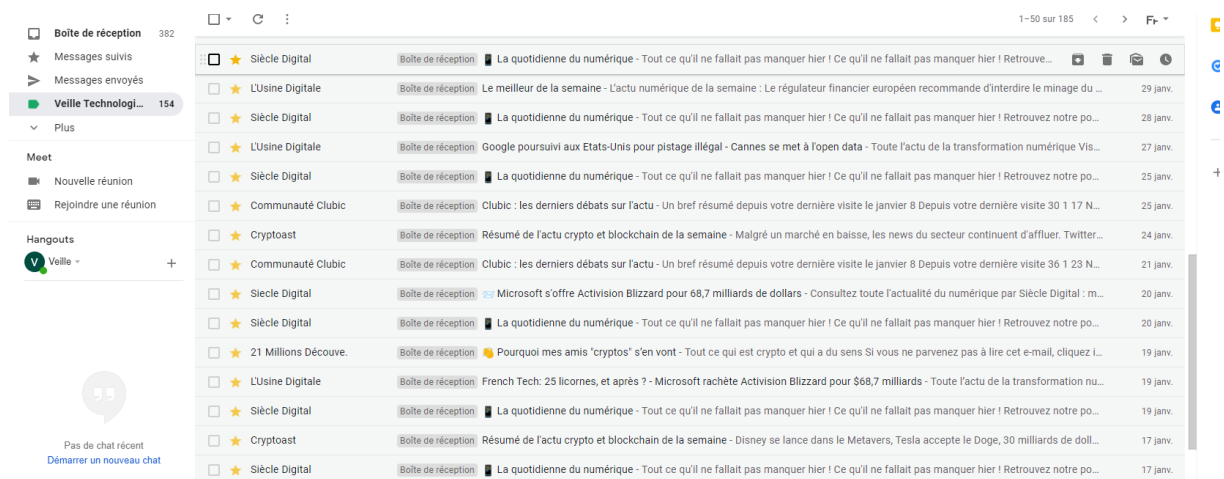 1–50 sur 185
Boîte de réception 382
Messages suivis
Messages envoyés
Veille Technologi... 154
Plus
Meet
Nouvelle réunion
Rejoindre une réunion
Hangouts
V Veille
Pas de chat récent
Démarrer un nouveau chat
Siècle Digital Boîte de réception La quotidienne du numérique - Tout ce qu'il ne fallait pas manquer hier ! Ce qu'il ne fallait pas manquer hier ! Retrouve...
L'Usine Digitale Boîte de réception Le meilleur de la semaine - L'actu numérique de la semaine : Le régulateur financier européen recommande d'interdire le minage du ... 29 janv.
Siècle Digital Boîte de réception La quotidienne du numérique - Tout ce qu'il ne fallait pas manquer hier ! Ce qu'il ne fallait pas manquer hier ! Retrouvez notre po... 28 janv.
L'Usine Digitale Boîte de réception Google poursuivi aux Etats-Unis pour pistage illégal - Cannes se met à l'open data - Toute l'actu de la transformation numérique Vis... 27 janv.
Siècle Digital Boîte de réception La quotidienne du numérique - Tout ce qu'il ne fallait pas manquer hier ! Ce qu'il ne fallait pas manquer hier ! Retrouvez notre po... 25 janv.
Communauté Clubic Boîte de réception Clubic : les derniers débats sur l'actu - Un bref résumé depuis votre dernière visite le janvier 8 Depuis votre dernière visite 30 1 17 N... 25 janv.
Cryptoast Boîte de réception Résumé de l'actu crypto et blockchain de la semaine - Malgré un marché en baisse, les news du secteur continuent d'affluer. Twitter... 24 janv.
Communauté Clubic Boîte de réception Clubic : les derniers débats sur l'actu - Un bref résumé depuis votre dernière visite le janvier 8 Depuis votre dernière visite 36 1 23 N... 21 janv.
Siecle Digital Boîte de réception 📨 Microsoft s'offre Activision Blizzard pour 68,7 milliards de dollars - Consultez toute l'actualité du numérique par Siècle Digital : m... 20 janv.
Siècle Digital Boîte de réception La quotidienne du numérique - Tout ce qu'il ne fallait pas manquer hier ! Ce qu'il ne fallait pas manquer hier ! Retrouvez notre po... 20 janv.
21 Millions Découve. Boîte de réception 👏 Pourquoi mes amis "cryptos" s'en vont - Tout ce qui est crypto et qui a du sens Si vous ne parvenez pas à lire cet e-mail, cliquez i... 19 janv.
L'Usine Digitale Boîte de réception French Tech: 25 licornes, et après ? - Microsoft rachète Activision Blizzard pour $68,7 milliards - Toute l'actu de la transformation nu... 19 janv.
Siècle Digital Boîte de réception La quotidienne du numérique - Tout ce qu'il ne fallait pas manquer hier ! Ce qu'il ne fallait pas manquer hier ! Retrouvez notre po... 19 janv.
Cryptoast Boîte de réception Résumé de l'actu crypto et blockchain de la semaine - Disney se lance dans le Metavers, Tesla accepte le Doge, 30 milliards de doll... 17 janv.
Siècle Digital Boîte de réception La quotidienne du numérique - Tout ce qu'il ne fallait pas manquer hier ! Ce qu'il ne fallait pas manquer hier ! Retrouvez notre po... 17 janv.